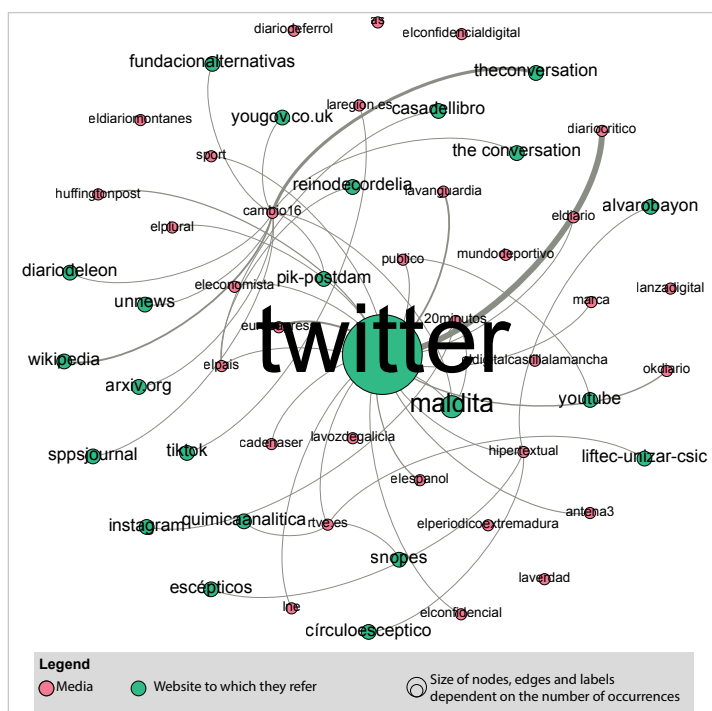 as
diariodeferrol
elconfidencialdigital
fundacionalternativas
theconversation
laregion.es
casadellibro
yougov.co.uk
eldiariomontanes
diariocritico
the conversation
sport
reinodecordelia
lavanguardia
huffingtonpost
cambio16
alvarobayon
eldiario
elplural
mundodeportivo
publico
diariodeleon
pik-postdam
eleconomista
lanzadigital
unnews
marca
20minutos
twitter
wikipedia
eldigitalcastillalamancha
elpais
okdiario
arxiv.org
youtube
maldita
cadenaser
lavozdegalicia
sppsjournal
tiktok
hipertextual
liftec-unizar-csic
elespanol
antena3
instagram
quimicaanalitica
rtve.es
elperiodicoextremadura
snopes
laverdad
escépticos
lne
elconfidencial
círculoesceptico
Legend
Media
Website to which they refer
Size of nodes, edges and labels
dependent on the number of occurrences